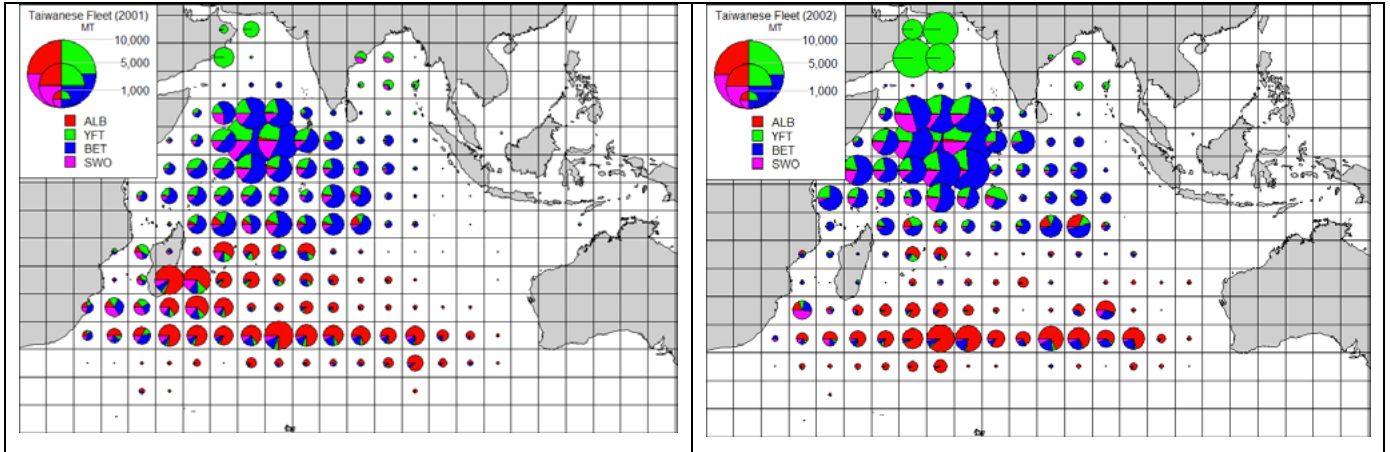 Taiwanese Fleet (2001)
MT
10,000
5,000
1,000
ALB
YFT
BET
SWO
Taiwanese Fleet (2002)
MT
10,000
5,000
1,000
ALB
YFT
BET
SWO